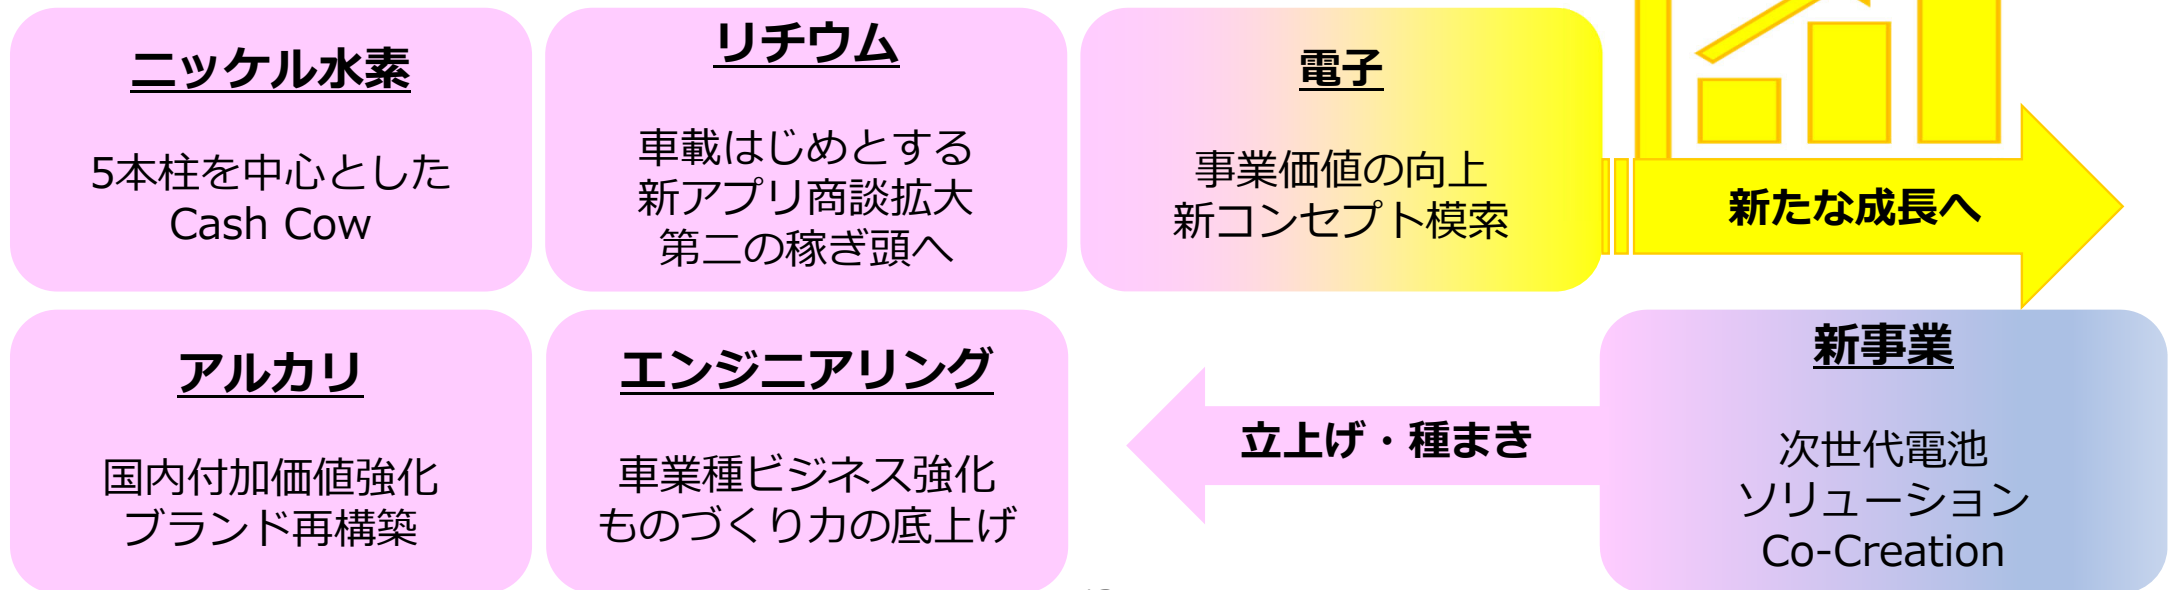 ニッケル水素
5本柱を中心とした
Cash Cow
リチウム
車載はじめとする
新アプリ商談拡大
第二の稼ぎ頭へ
電子
事業価値の向上
新コンセプト模索
新たな成長へ
アルカリ
国内付加価値強化
ブランド再構築
エンジニアリング
車業種ビジネス強化
ものづくり力の底上げ
立上げ・種まき
新事業
次世代電池
ソリューション
Co-Creation